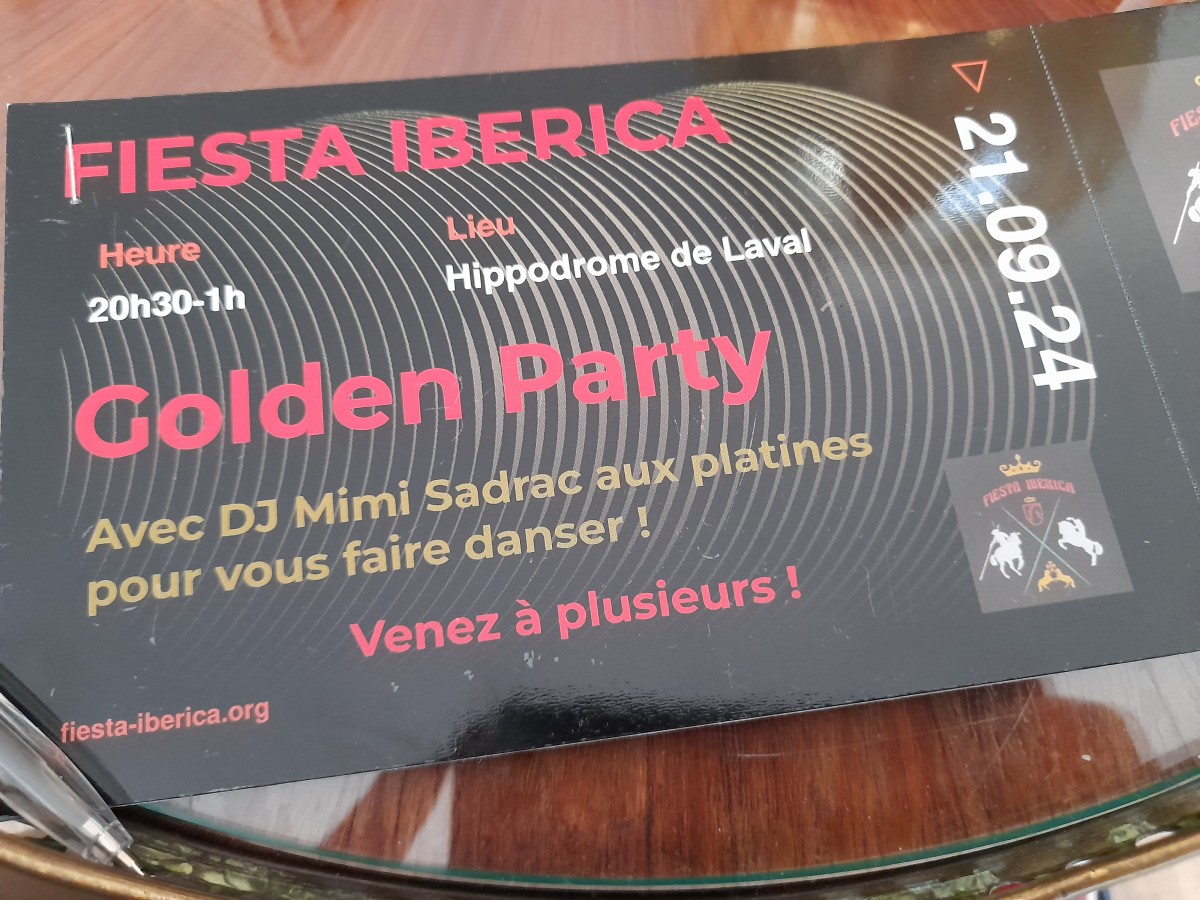 FIESTA IBERICA
Heure
20h30-1h
Lieu
Hippodrome de Laval
Golden Party
Avec DJ Mimi Sadrac aux platines
pour vous faire danser !
Venez à plusieurs !
fiesta-iberica.org
21.09.24
FIESTA IBERICA